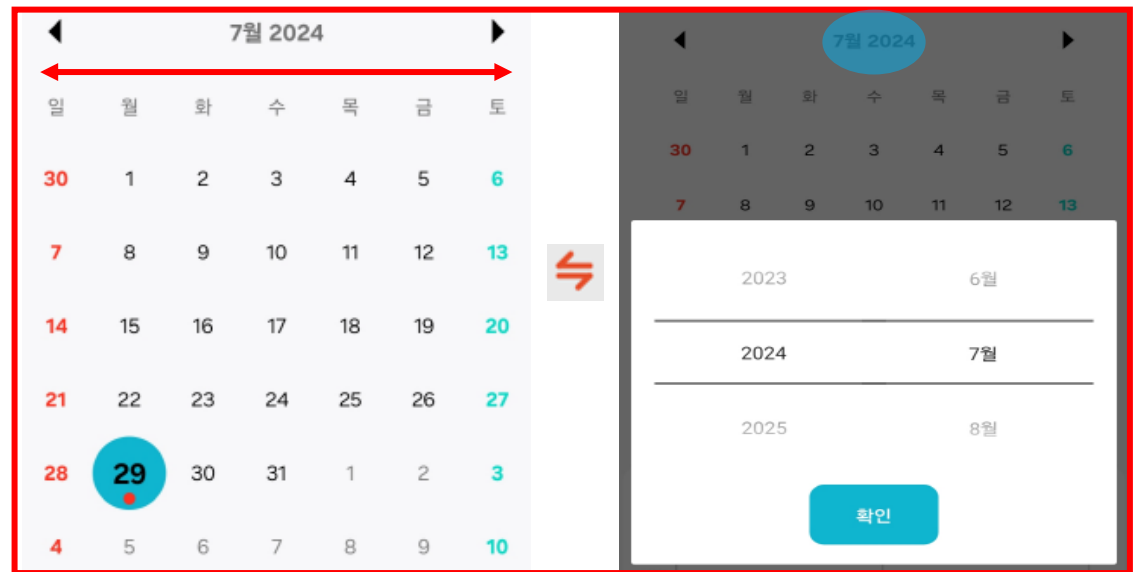 7월 2024
일 월 화 수 목 금 토
30 1 2 3 4 5 6
7 8 9 10 11 12 13
14 15 16 17 18 19 20
21 22 23 24 25 26 27
28 29 30 31 1 2 3
4 5 6 7 8 9 10
7월 2024
일 월 화 수 목 금 토
30 1 2 3 4 5 6
7 8 9 10 11 12 13
2023 6월
2024 7월
2025 8월
확인